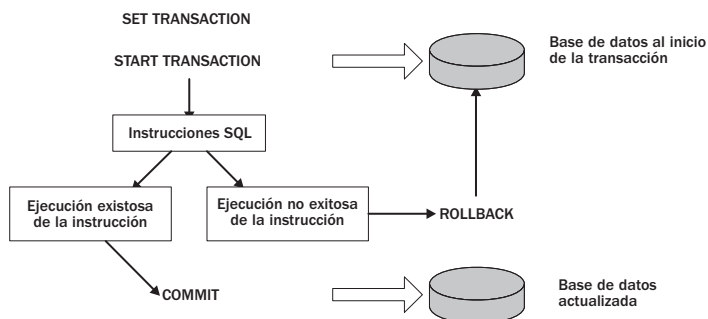 SET TRANSACTION
START TRANSACTION
Base de datos al inicio
de la transacción
Instrucciones SQL
Ejecución existosa
de la instrucción
Ejecución no exitosa
de la instrucción
ROLLBACK
COMMIT
Base de datos
actualizada